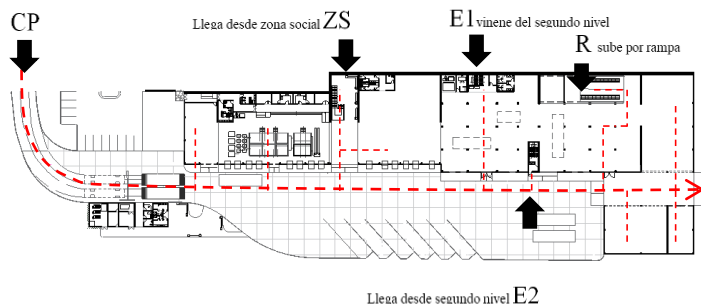 CP
Llega desde zona social ZS
E1 vinene del segundo nivel
R sube por rampa
Llega desde segundo nivel E2